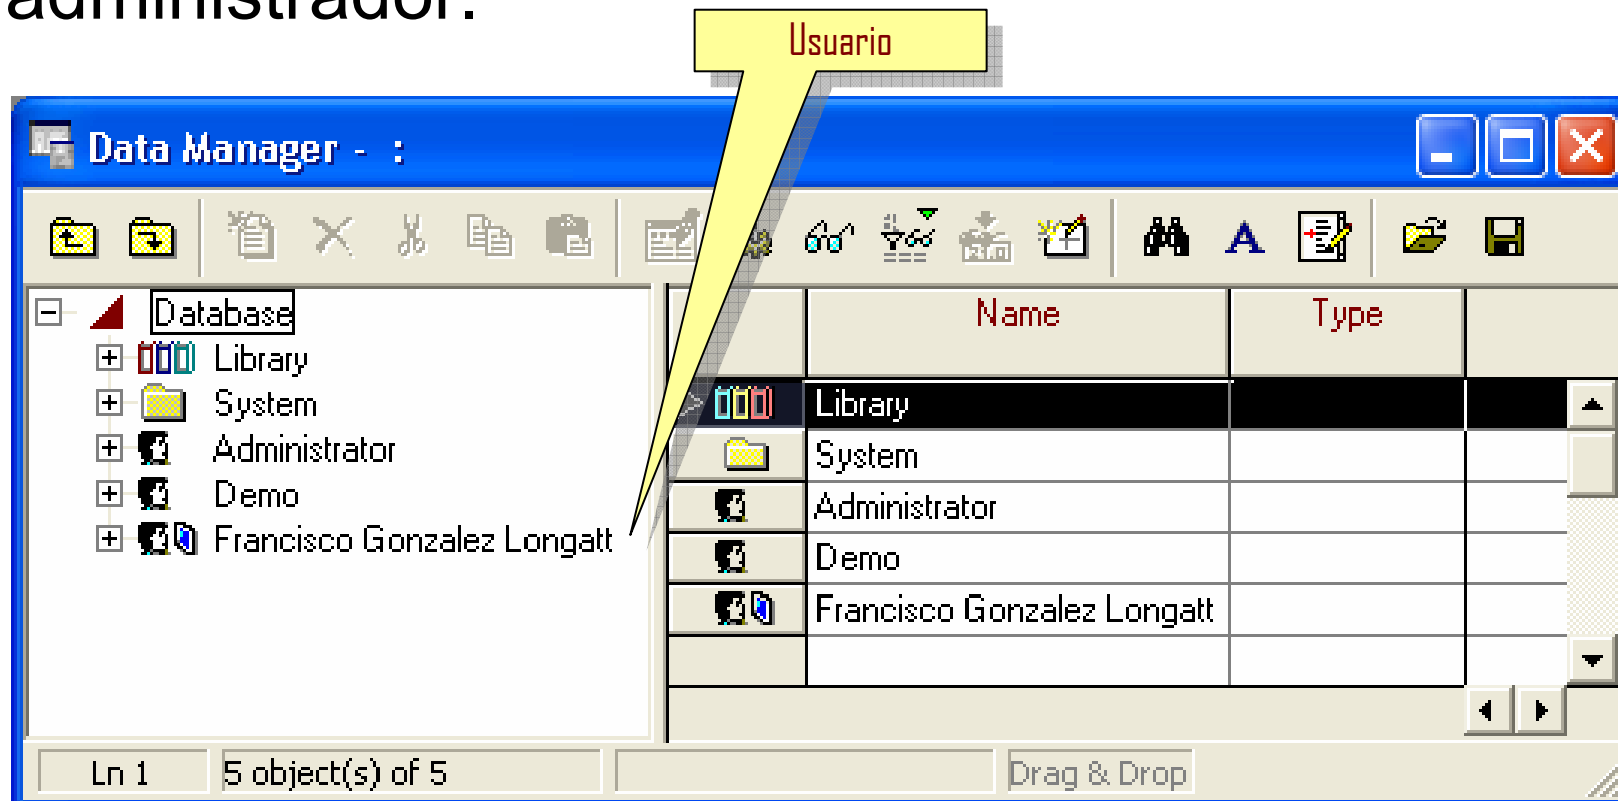 administrador.
Usuario
Data Manager - :
Database
Library
System
Administrator
Demo
Francisco Gonzalez Longatt
Name Type
Library
System
Administrator
Demo
Francisco Gonzalez Longatt
Ln 1 5 object(s) of 5 Drag & Drop